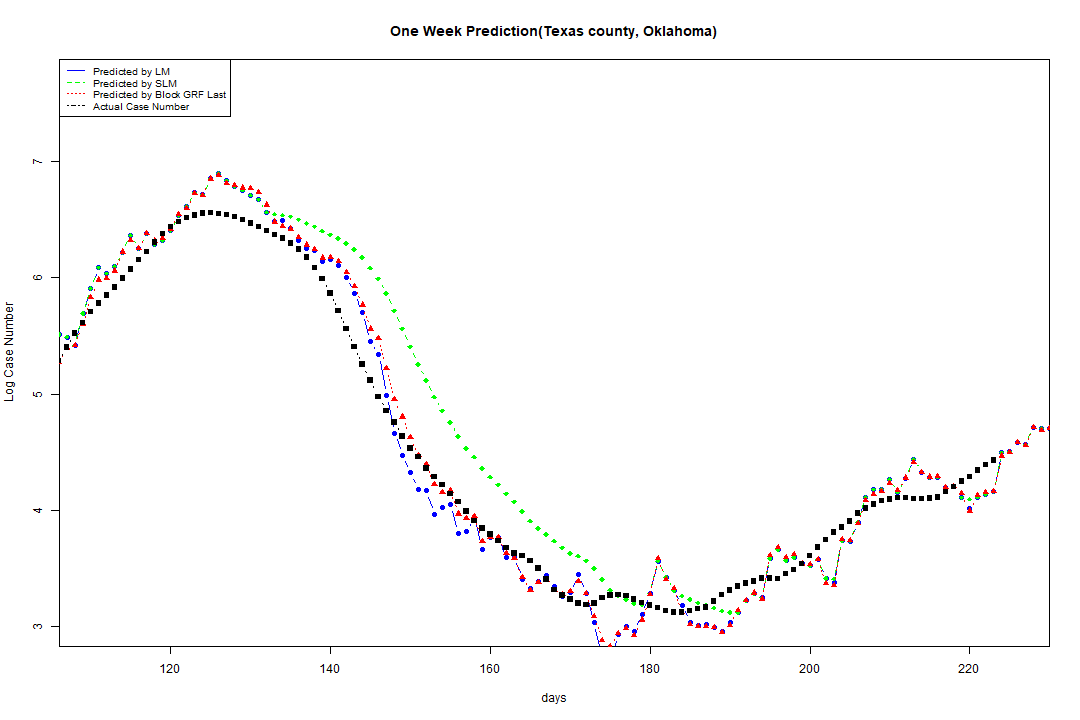 One Week Prediction(Texas county, Oklahoma)
Predicted by LM
Predicted by SLM
Predicted by Block GRF Last
Actual Case Number
7
6
5
4
3
Log Case Number
120 140 160 180 200 220
days